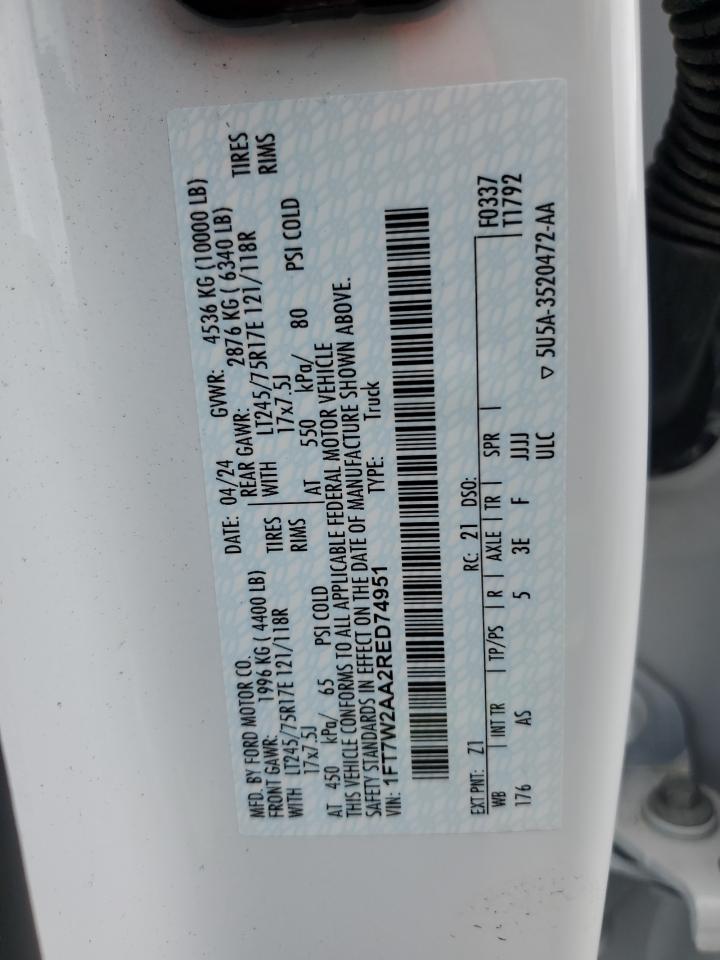 MFD. BY FORD MOTOR CO. DATE: 04/24 GVWR: 4536 KG (10000 LB)
FRONT GAWR: 1996 KG ( 4400 LB) REAR GAWR: 2876 KG ( 6340 LB)
WITH LT245/75R17E 121/118R TIRES WITH LT245/75R17E 121/118R TIRES
17x7.5J RIMS 17x7.5J RIMS
AT 450 kPa/ 65 PSI COLD AT 550 kPa/ 80 PSI COLD
THIS VEHICLE CONFORMS TO ALL APPLICABLE FEDERAL MOTOR VEHICLE
SAFETY STANDARDS IN EFFECT ON THE DATE OF MANUFACTURE SHOWN ABOVE.
VIN: 1FT7W2AA2RED74951 TYPE: Truck
EXT PNT: Z1 RC: 21 DSO: F0337
WB INT TR TP/PS R AXLE TR SPR T1792
176 AS 5 3E F JJJJ
ULC ▽ 5U5A-3520472-AA